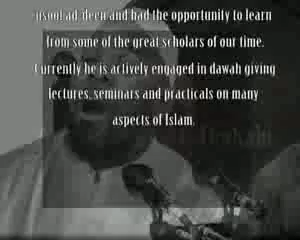 usool ad-deen and had the opportunity to learn
from some of the great scholars of our time.
Currently he is actively engaged in dawah giving
lectures, seminars and practicals on many
aspects of Islam.